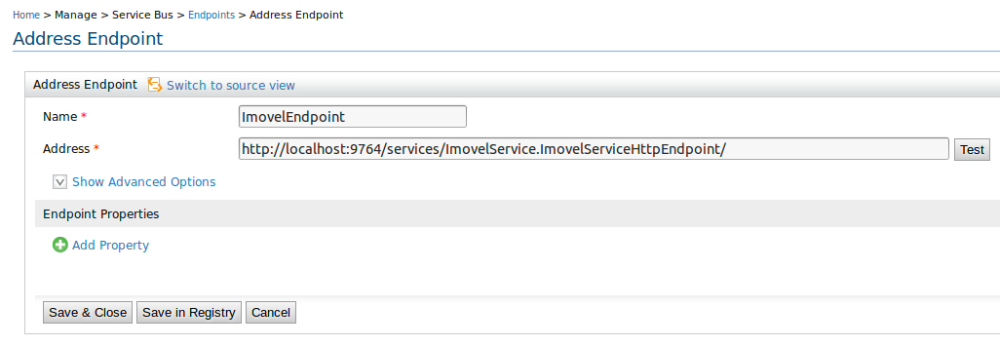 Home > Manage > Service Bus > Endpoints > Address Endpoint
Address Endpoint
Address Endpoint Switch to source view
Name * ImovelEndpoint
Address * http://localhost:9764/services/ImovelService.ImovelServiceHttpEndpoint/ Test
Show Advanced Options
Endpoint Properties
Add Property
Save & Close Save in Registry Cancel